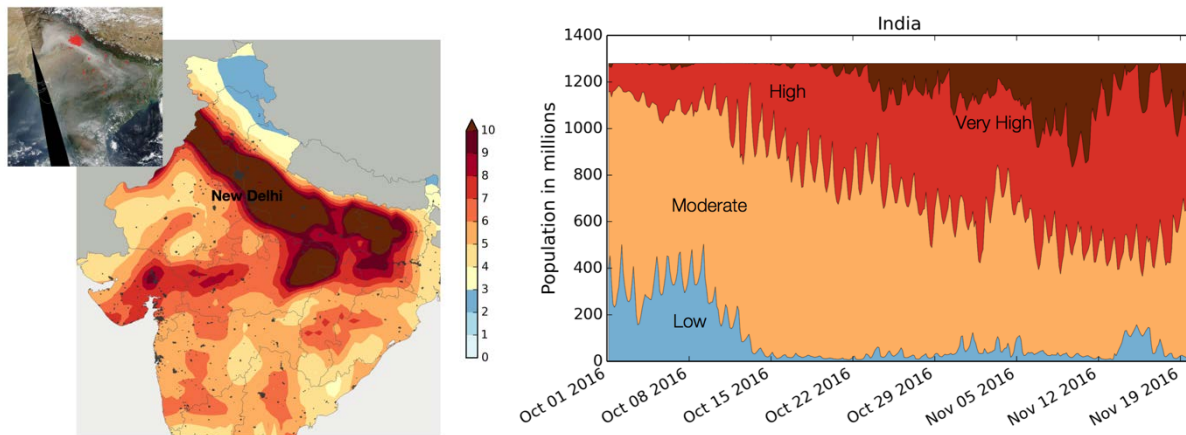 New Delhi
10
9
8
7
6
5
4
3
2
1
0
India
Population in millions
1400
1200
1000
800
600
400
200
0
High
Very High
Moderate
Low
Oct 01 2016
Oct 08 2016
Oct 15 2016
Oct 22 2016
Oct 29 2016
Nov 05 2016
Nov 12 2016
Nov 19 2016